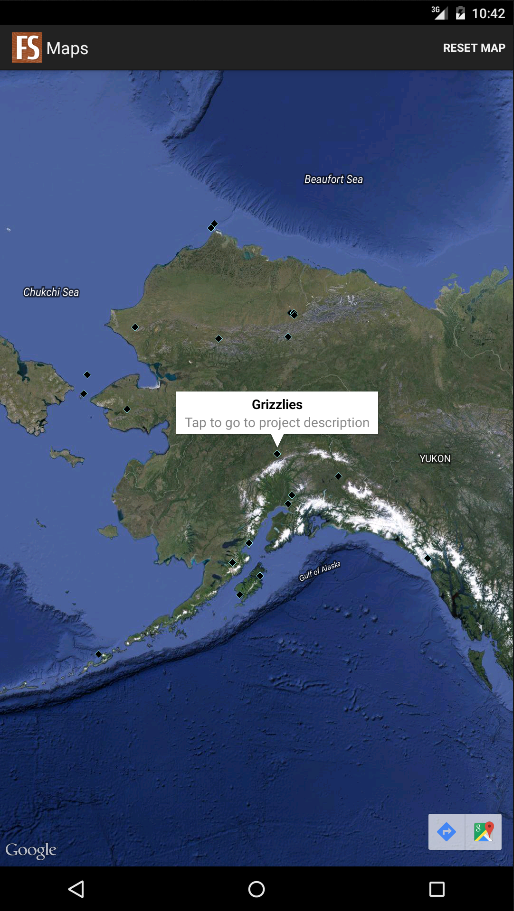 3G 10:42
FS Maps RESET MAP
Beaufort Sea
Chukchi Sea
Grizzlies
Tap to go to project description
YUKON
Gulf of Alaska
Google